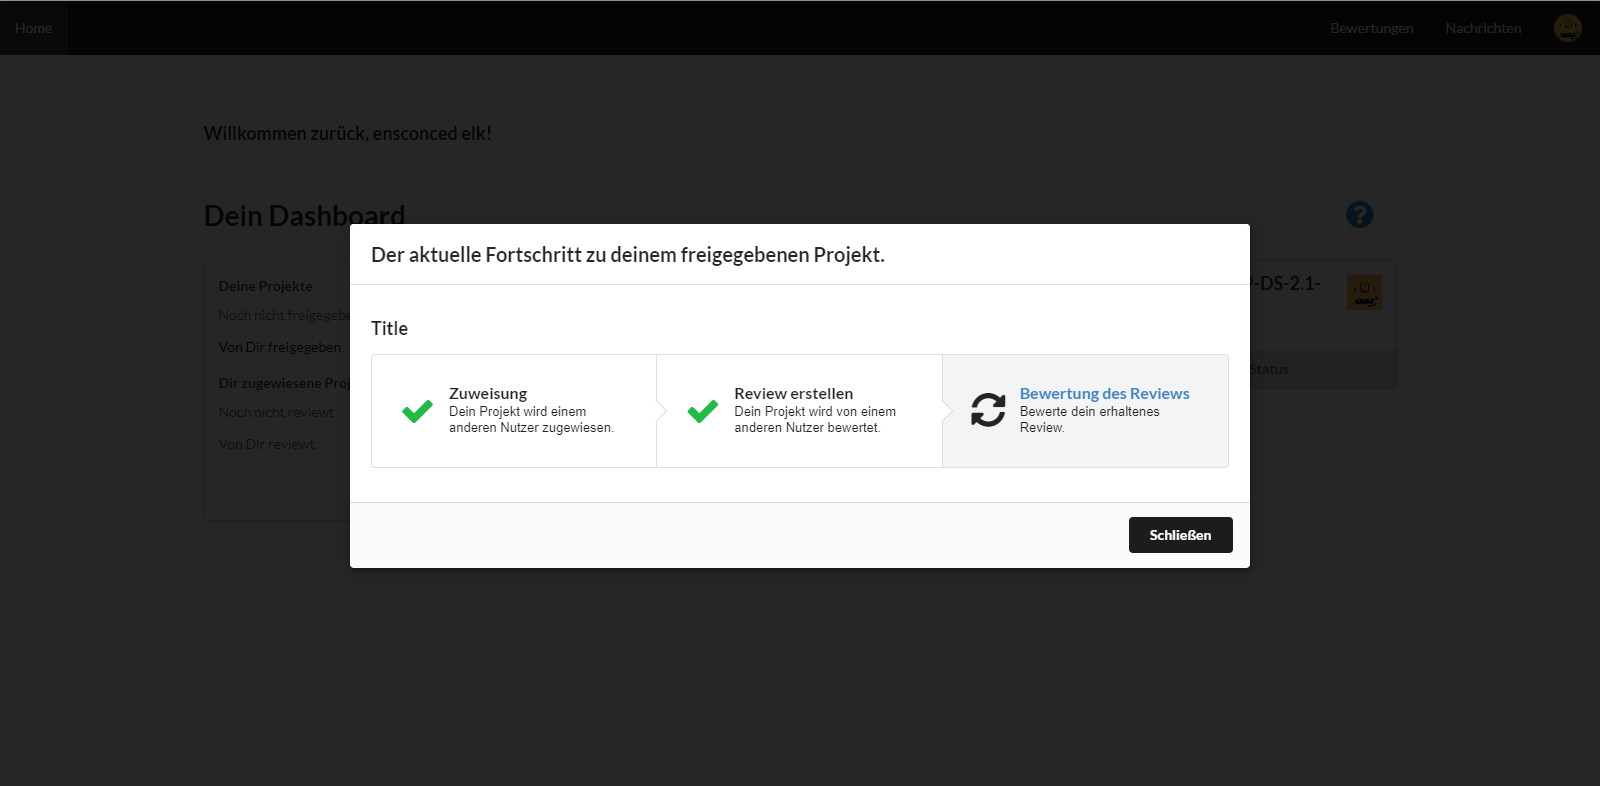 Home
Bewertungen
Nachrichten
Willkommen zurück, ensconced elk!
Dein Dashboard
Deine Projekte
Noch nicht
Von Dir freigegeben
Dir zugewiesene
Noch nicht reviewt
Von Dir reviewt
-DS-2.1-
Status
Der aktuelle Fortschritt zu deinem freigegebenen Projekt.
Title
Zuweisung
Dein Projekt wird einem
anderen Nutzer zugewiesen.
Review erstellen
Dein Projekt wird von einem
anderen Nutzer bewertet.
Bewertung des Reviews
Bewerte dein erhaltenes
Review.
Schließen